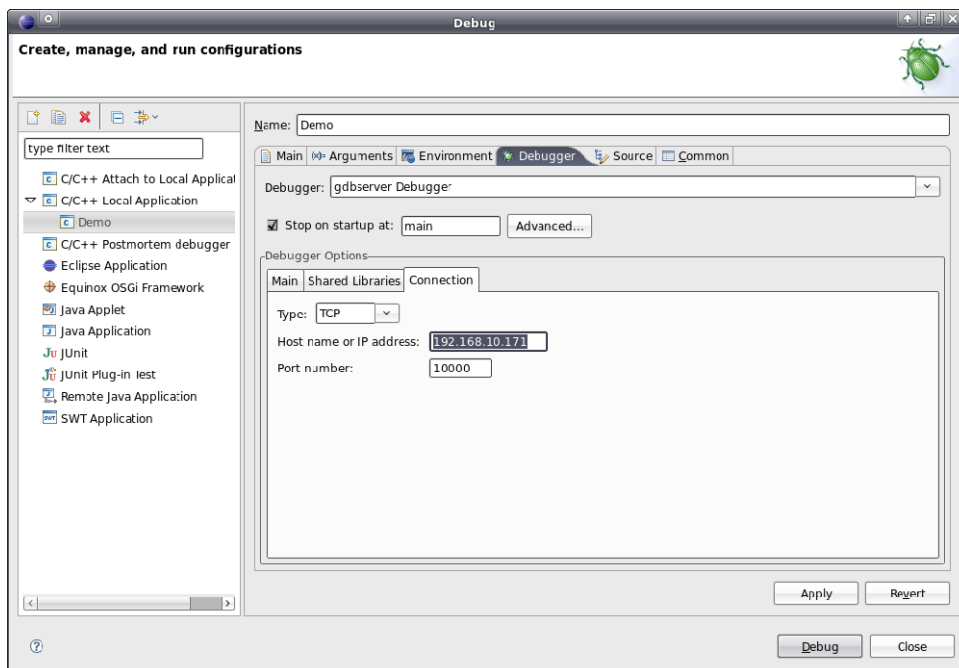 Debug
Create, manage, and run configurations
type filter text
C/C++ Attach to Local Applicat
C/C++ Local Application
Demo
C/C++ Postmortem debugger
Eclipse Application
Equinox OSGi Framework
Java Applet
Java Application
JUnit
JUnit Plug-in Test
Remote Java Application
SWT Application
Name: Demo
Main (x)= Arguments Environment Debugger Source Common
Debugger: gdbserver Debugger
Stop on startup at: main Advanced...
Debugger Options
Main Shared Libraries Connection
Type: TCP
Host name or IP address: 192.168.10.171
Port number: 10000
Apply Revert
Debug Close